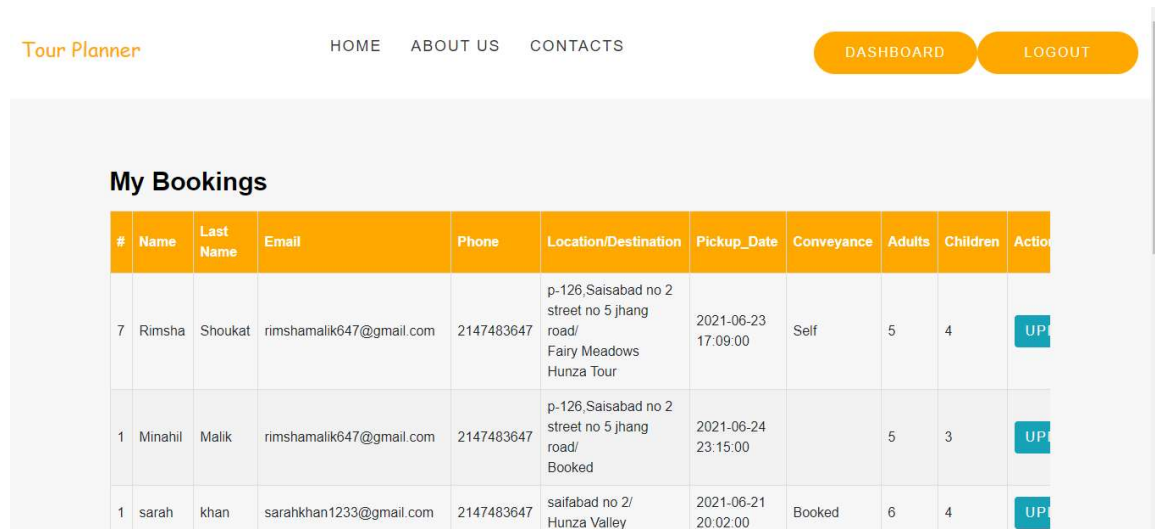 Tour Planner
HOME ABOUT US CONTACTS
DASHBOARD LOGOUT
My Bookings
# Name Last Name Email Phone Location/Destination Pickup_Date Conveyance Adults Children
7 Rimsha Shoukat rimshamalik647@gmail.com 2147483647
p-126,Saisabad no 2
street no 5 jhang
road/
Fairy Meadows
Hunza Tour
2021-06-23
17:09:00
Self 5 4
1 Minahil Malik rimshamalik647@gmail.com 2147483647
p-126,Saisabad no 2
street no 5 jhang
road/
Booked
2021-06-24
23:15:00
5 3
1 sarah khan sarahkhan1233@gmail.com 2147483647
saifabad no 2/
Hunza Valley
2021-06-21
20:02:00
Booked 6 4